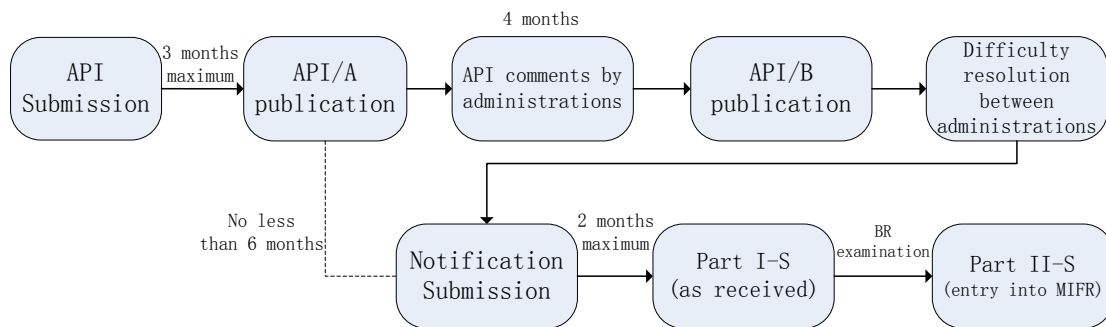 API
Submission
3 months
maximum
API/A
publication
4 months
API comments by
administrations
API/B
publication
Difficulty
resolution
between
administrations
No less
than 6 months
Notification
Submission
2 months
maximum
Part I-S
(as received)
BR
examination
Part II-S
(entry into MIFR)